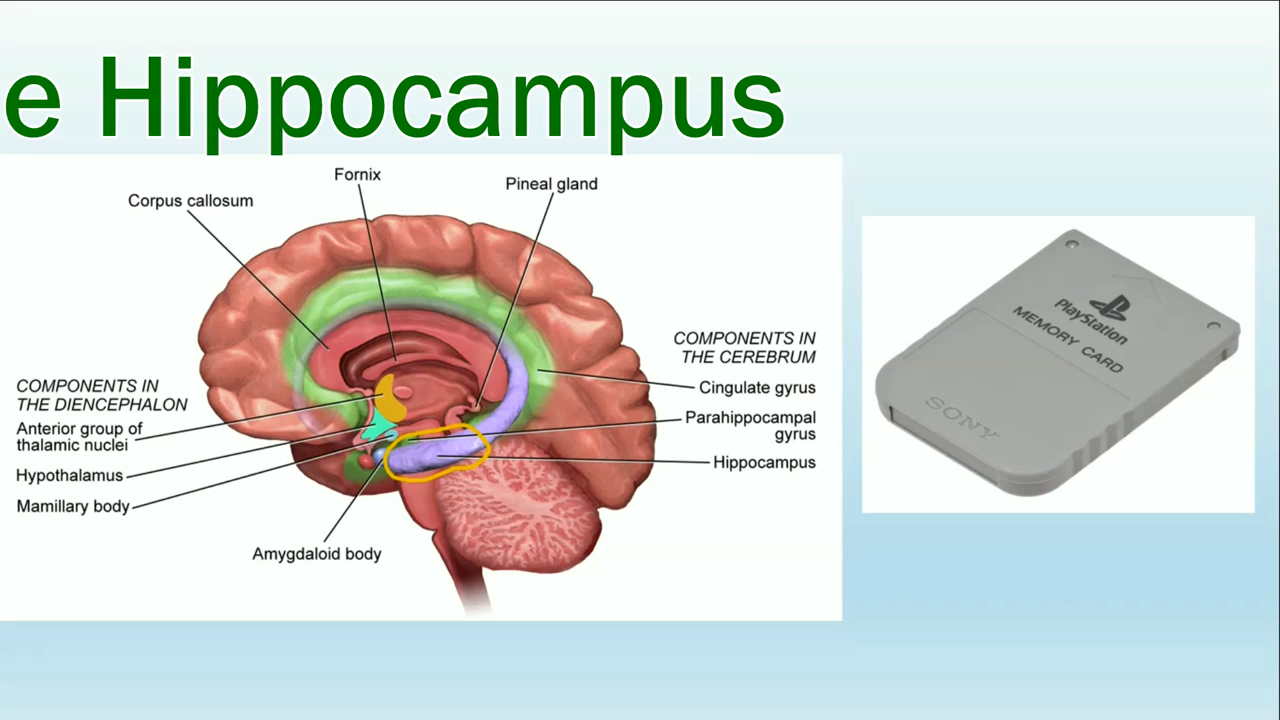 e Hippocampus
Fornix
Pineal gland
Corpus callosum
COMPONENTS IN
THE CEREBRUM
Cingulate gyrus
Parahippocampal
gyrus
Hippocampus
COMPONENTS IN
THE DIENCEPHALON
Anterior group of
thalamic nuclei
Hypothalamus
Mamillary body
Amygdaloid body
PlayStation
MEMORY CARD
SONY